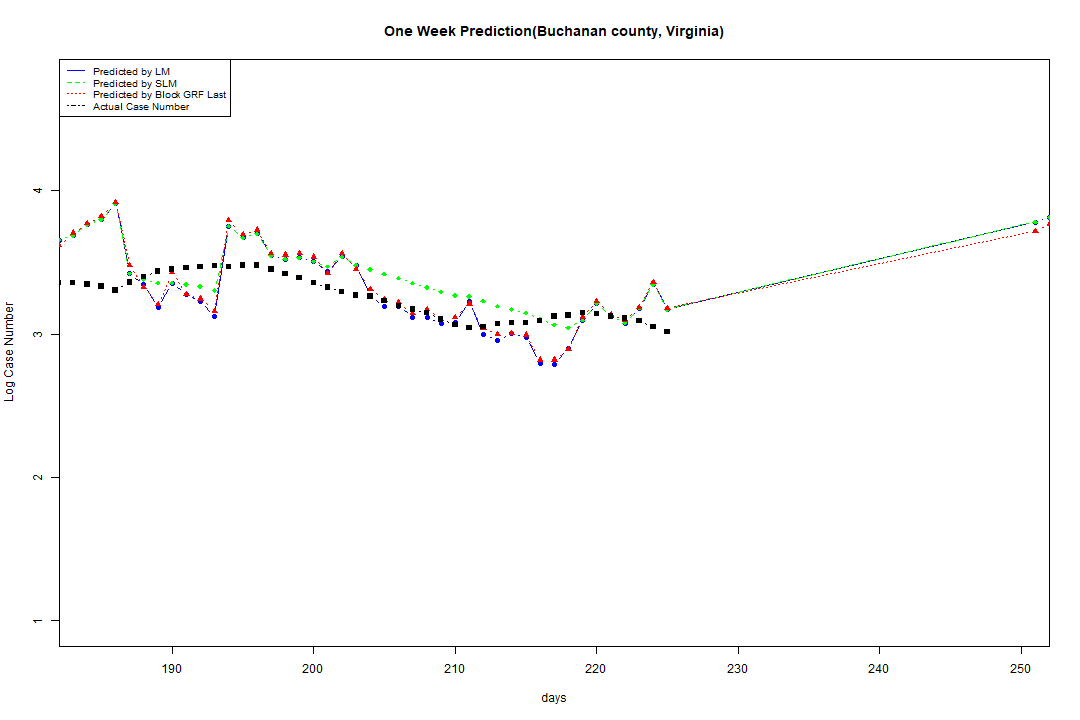 One Week Prediction(Buchanan county, Virginia)
Predicted by LM
Predicted by SLM
Predicted by Block GRF Last
Actual Case Number
4
3
2
1
Log Case Number
190
200
210
220
230
240
250
days